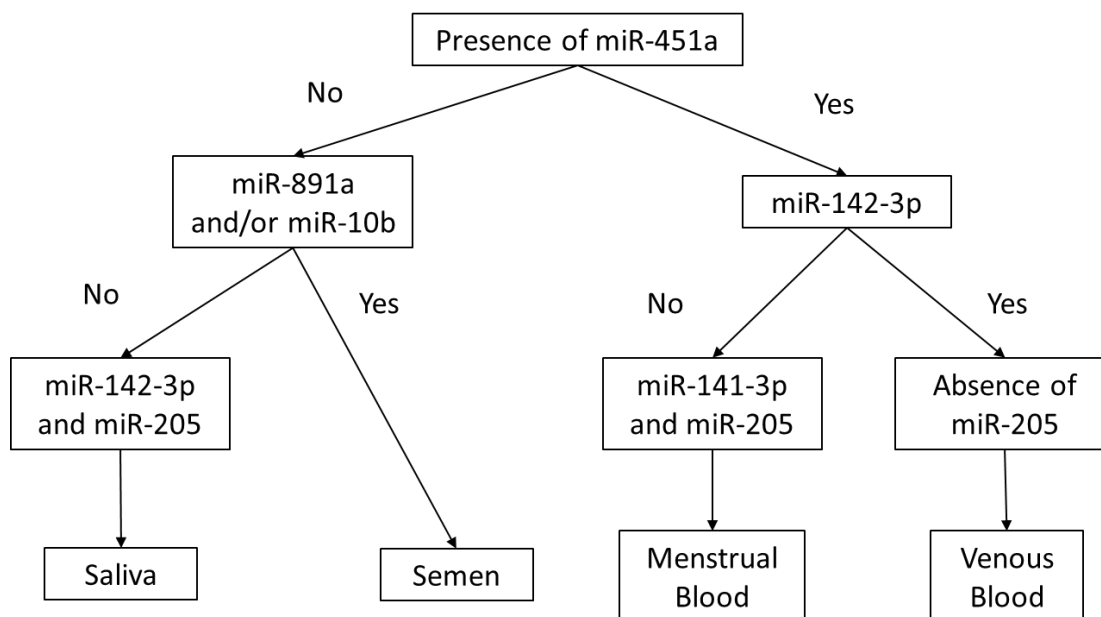 Presence of miR-451a
No
Yes
miR-891a
and/or miR-10b
miR-142-3p
No
Yes
No
Yes
miR-142-3p
and miR-205
miR-141-3p
and miR-205
Absence of
miR-205
Saliva
Semen
Menstrual
Blood
Venous
Blood